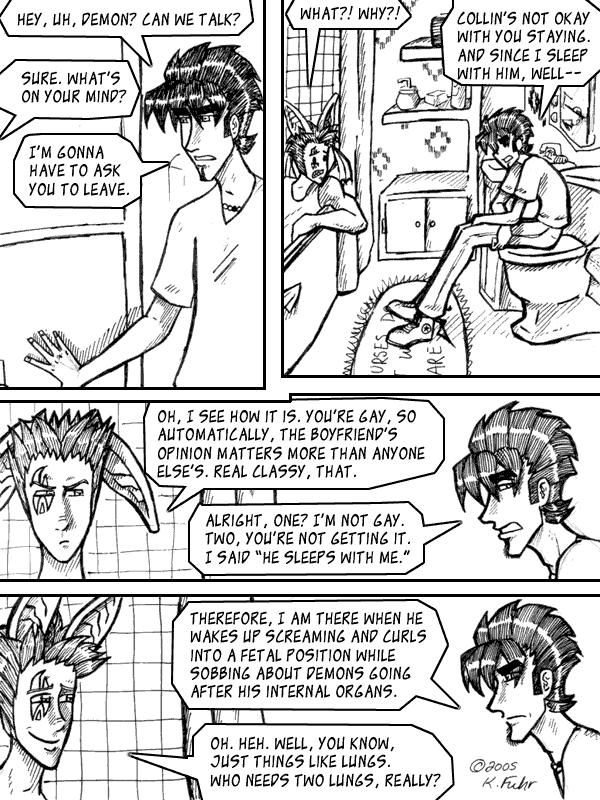 HEY, UH, DEMON? CAN WE TALK?
SURE. WHAT'S
ON YOUR MIND?
I'M GONNA
HAVE TO ASK
YOU TO LEAVE.
WHAT?! WHY?!
COLLIN'S NOT OKAY
WITH YOU STAYING.
AND SINCE I SLEEP
WITH HIM, WELL--
URSES
ARE
OH, I SEE HOW IT IS. YOU'RE GAY, SO
AUTOMATICALLY, THE BOYFRIEND'S
OPINION MATTERS MORE THAN ANYONE
ELSE'S. REAL CLASSY, THAT.
ALRIGHT, ONE? I'M NOT GAY.
TWO, YOU'RE NOT GETTING IT.
I SAID "HE SLEEPS WITH ME."
THEREFORE, I AM THERE WHEN HE
WAKES UP SCREAMING AND CURLS
INTO A FETAL POSITION WHILE
SOBBING ABOUT DEMONS GOING
AFTER HIS INTERNAL ORGANS.
OH. HEH. WELL, YOU KNOW,
JUST THINGS LIKE LUNGS.
WHO NEEDS TWO LUNGS, REALLY?
©2005
K. Fuhr